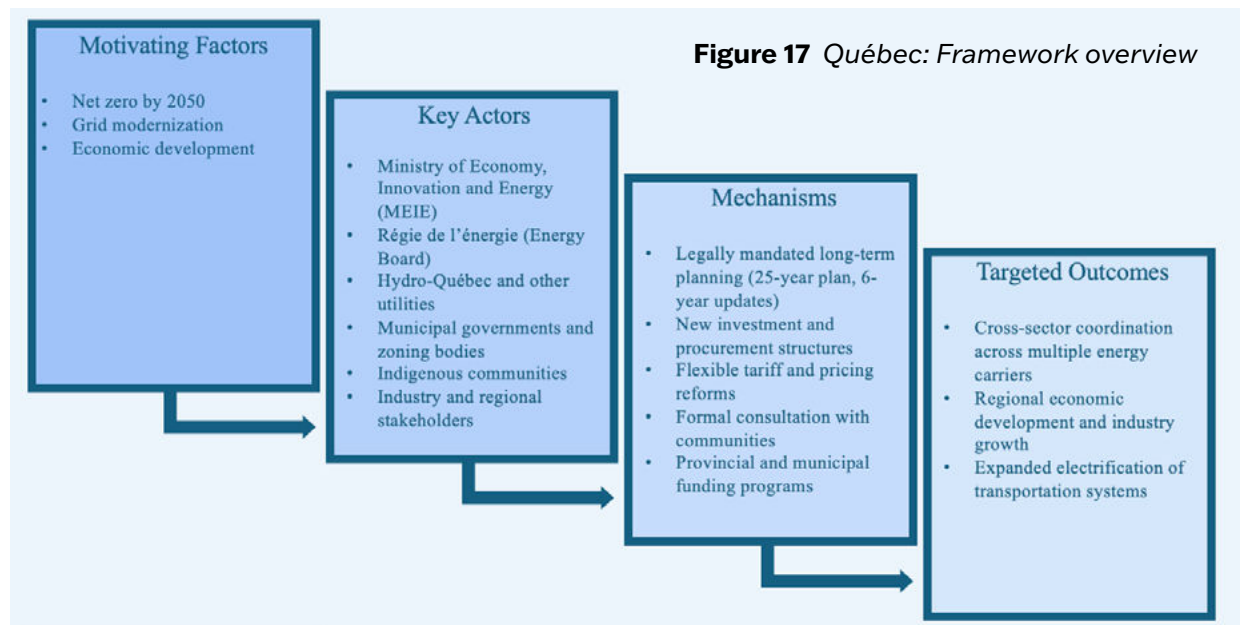 Figure 17 Québec: Framework overview
Motivating Factors
• Net zero by 2050
• Grid modernization
• Economic development
Key Actors
• Ministry of Economy,
Innovation and Energy
(MEIE)
• Régie de l’énergie (Energy
Board)
• Hydro-Québec and other
utilities
• Municipal governments and
zoning bodies
• Indigenous communities
• Industry and regional
stakeholders
Mechanisms
• Legally mandated long-term
planning (25-year plan, 6-
year updates)
• New investment and
procurement structures
• Flexible tariff and pricing
reforms
• Formal consultation with
communities
• Provincial and municipal
funding programs
Targeted Outcomes
• Cross-sector coordination
across multiple energy
carriers
• Regional economic
development and industry
growth
• Expanded electrification of
transportation systems